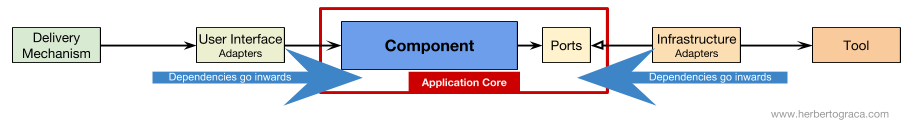 Delivery
Mechanism
User Interface
Adapters
Component
Ports
Infrastructure
Adapters
Tool
Dependencies go inwards
Application Core
Dependencies go inwards
www.herbertograca.com